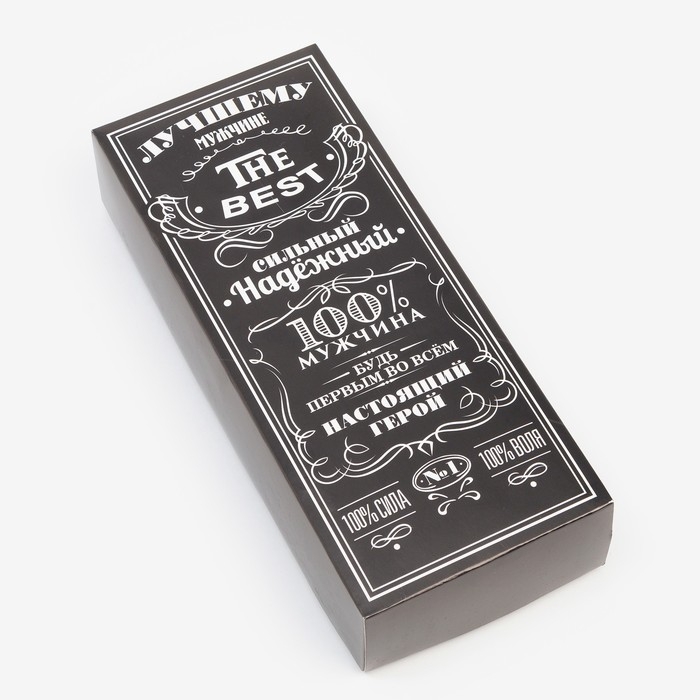 ЛУЧШЕМУ
МУЖЧИНЕ
THE
BEST
СИЛЬНЫЙ
Надёжный
100%
МУЖЧИНА
БУДЬ
ПЕРВЫМ ВО ВСЁМ
НАСТОЯЩИЙ
ГЕРОЙ
100% СИЛА
№1
100% ВОЛЯ